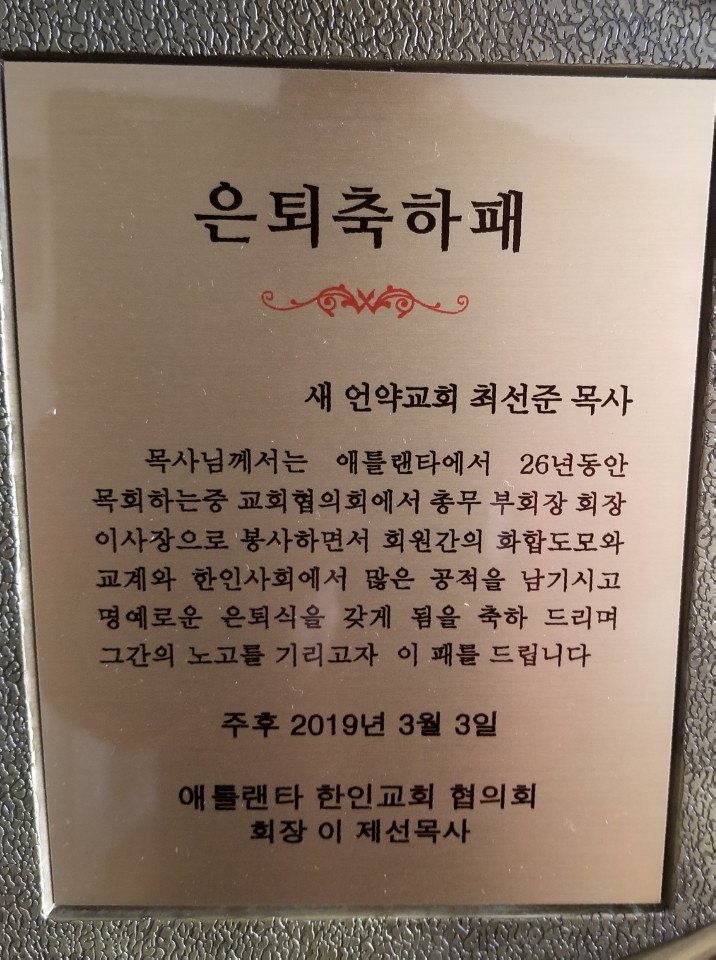 은퇴축하패
새 언약교회 최선준 목사
목사님께서는 애틀랜타에서 26년동안
목회하는중 교회협의회에서 총무 부회장 회장
이사장으로 봉사하면서 회원간의 화합도모와
교계와 한인사회에서 많은 공적을 남기시고
명예로운 은퇴식을 갖게 됨을 축하 드리며
그간의 노고를 기리고자 이 패를 드립니다
주후 2019년 3월 3일
애틀랜타 한인교회 협의회
회장 이 제선목사